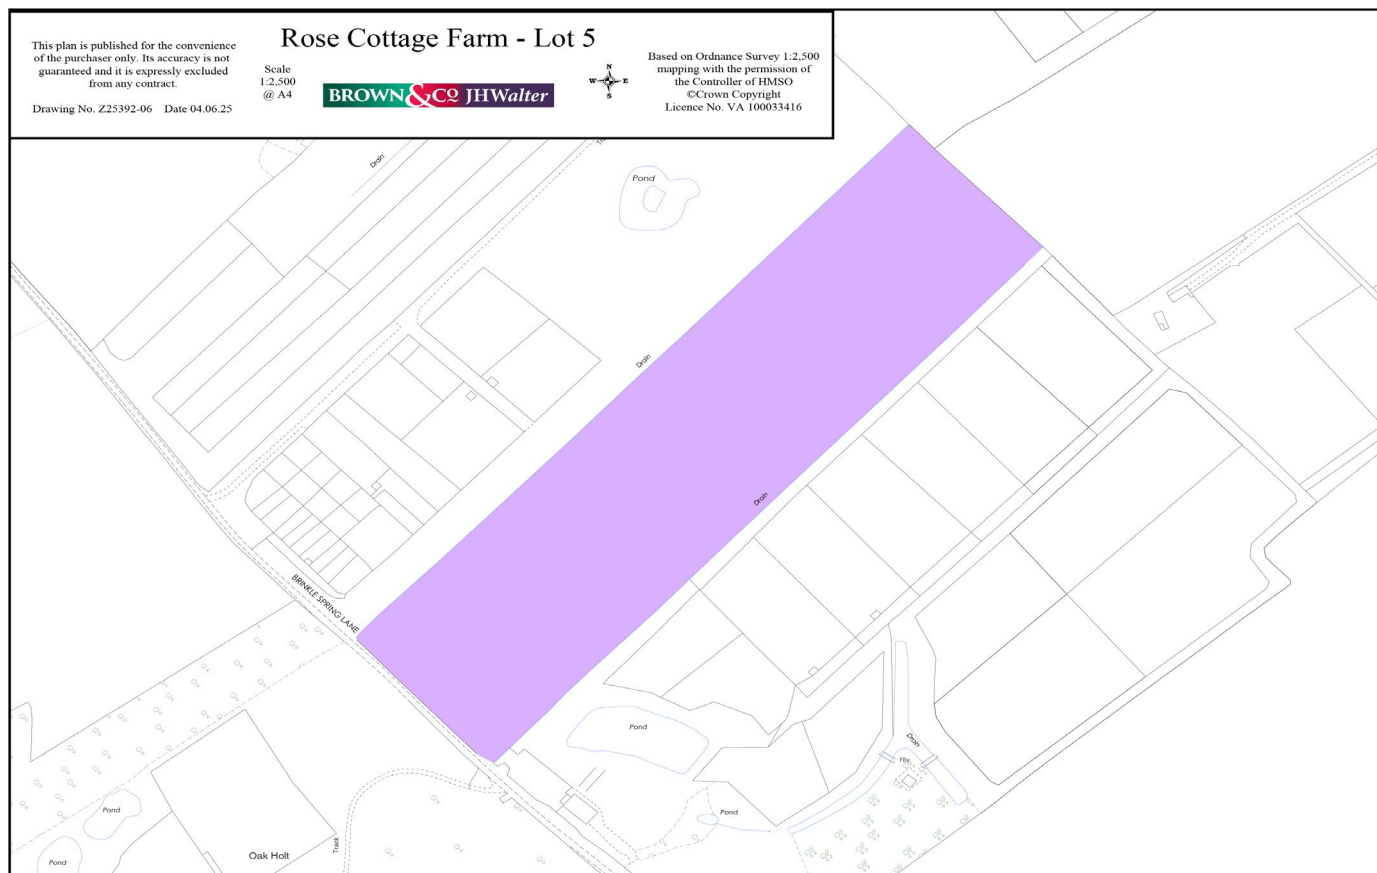 This plan is published for the convenience
of the purchaser only. Its accuracy is not
guaranteed and it is expressly excluded
from any contract.
Drawing No. Z25392-06 Date 04.06.25
Rose Cottage Farm - Lot 5
Scale
1:2,500
@ A4
BROWN&CO JHWalter
N
W E
S
Based on Ordnance Survey 1:2,500
mapping with the permission of
the Controller of HMSO
©Crown Copyright
Licence No. VA 100033416
Drain
Pond
Drain
Drain
BRINKLE SPRING LANE
Pond
Drain
FBs
Pond
Pond
Track
Oak Holt
Pond